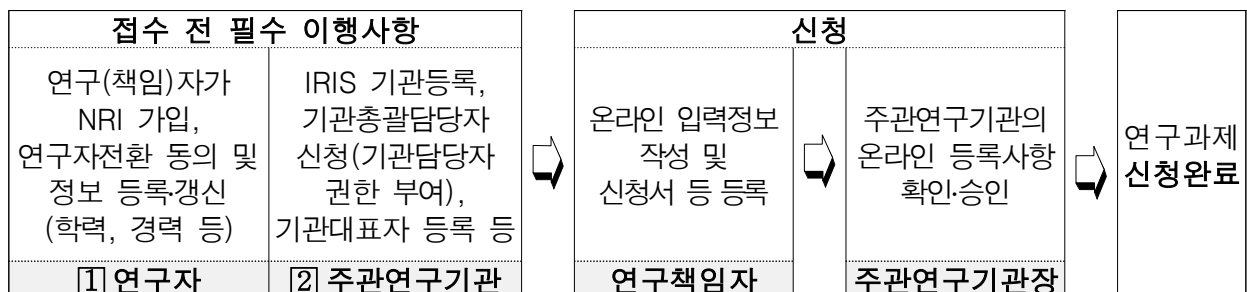 접수 전 필수 이행사항
연구(책임)자가
NRI 가입,
연구자전환 동의 및
정보 등록·갱신
(학력, 경력 등)
1 연구자
IRIS 기관등록,
기관총괄담당자
신청(기관담당자
권한 부여),
기관대표자 등록 등
2 주관연구기관
신청
온라인 입력정보
작성 및
신청서 등 등록
연구책임자
주관연구기관의
온라인 등록사항
확인·승인
주관연구기관장
연구과제
신청완료